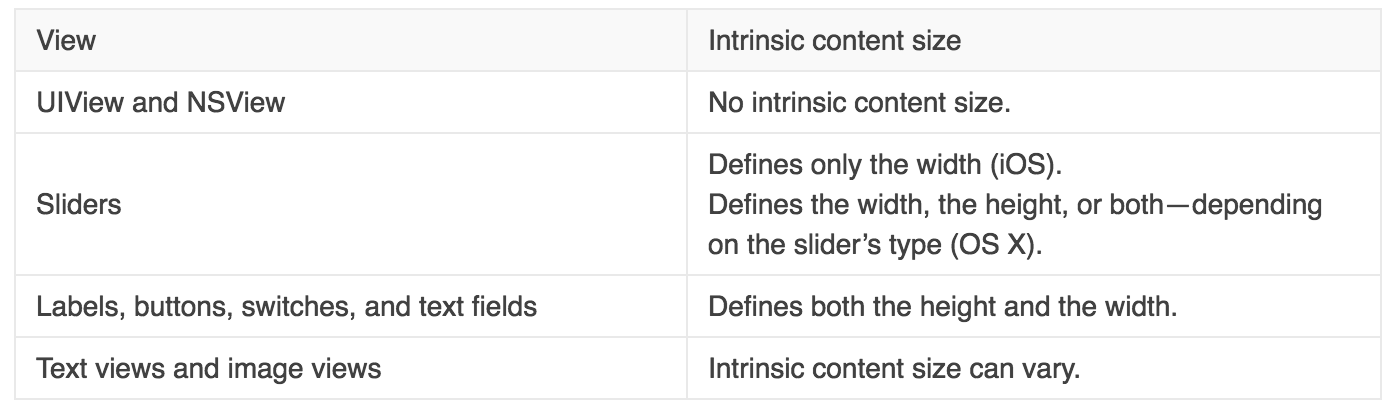 View
Intrinsic content size
UIView and NSView
No intrinsic content size.
Sliders
Defines only the width (iOS).
Defines the width, the height, or both—depending
on the slider’s type (OS X).
Labels, buttons, switches, and text fields
Defines both the height and the width.
Text views and image views
Intrinsic content size can vary.